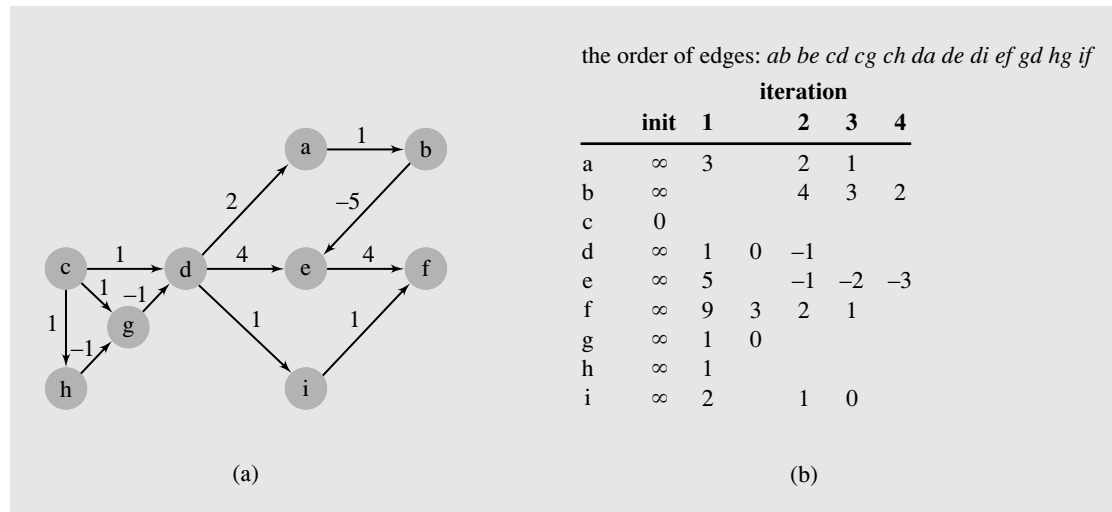 the order of edges: ab be cd cg ch da de di ef gd hg if
iteration
init 1 2 3 4
a ∞ 3 2 1
b ∞ 4 3 2
c 0
d ∞ 1 0 –1
e ∞ 5 –1 –2 –3
f ∞ 9 3 2 1
g ∞ 1 0
h ∞ 1
i ∞ 2 1 0
a 1 b
2 –5
c 1 d 4 e 4 f
1 1 –1 1 1
g
–1
h i
(a) (b)